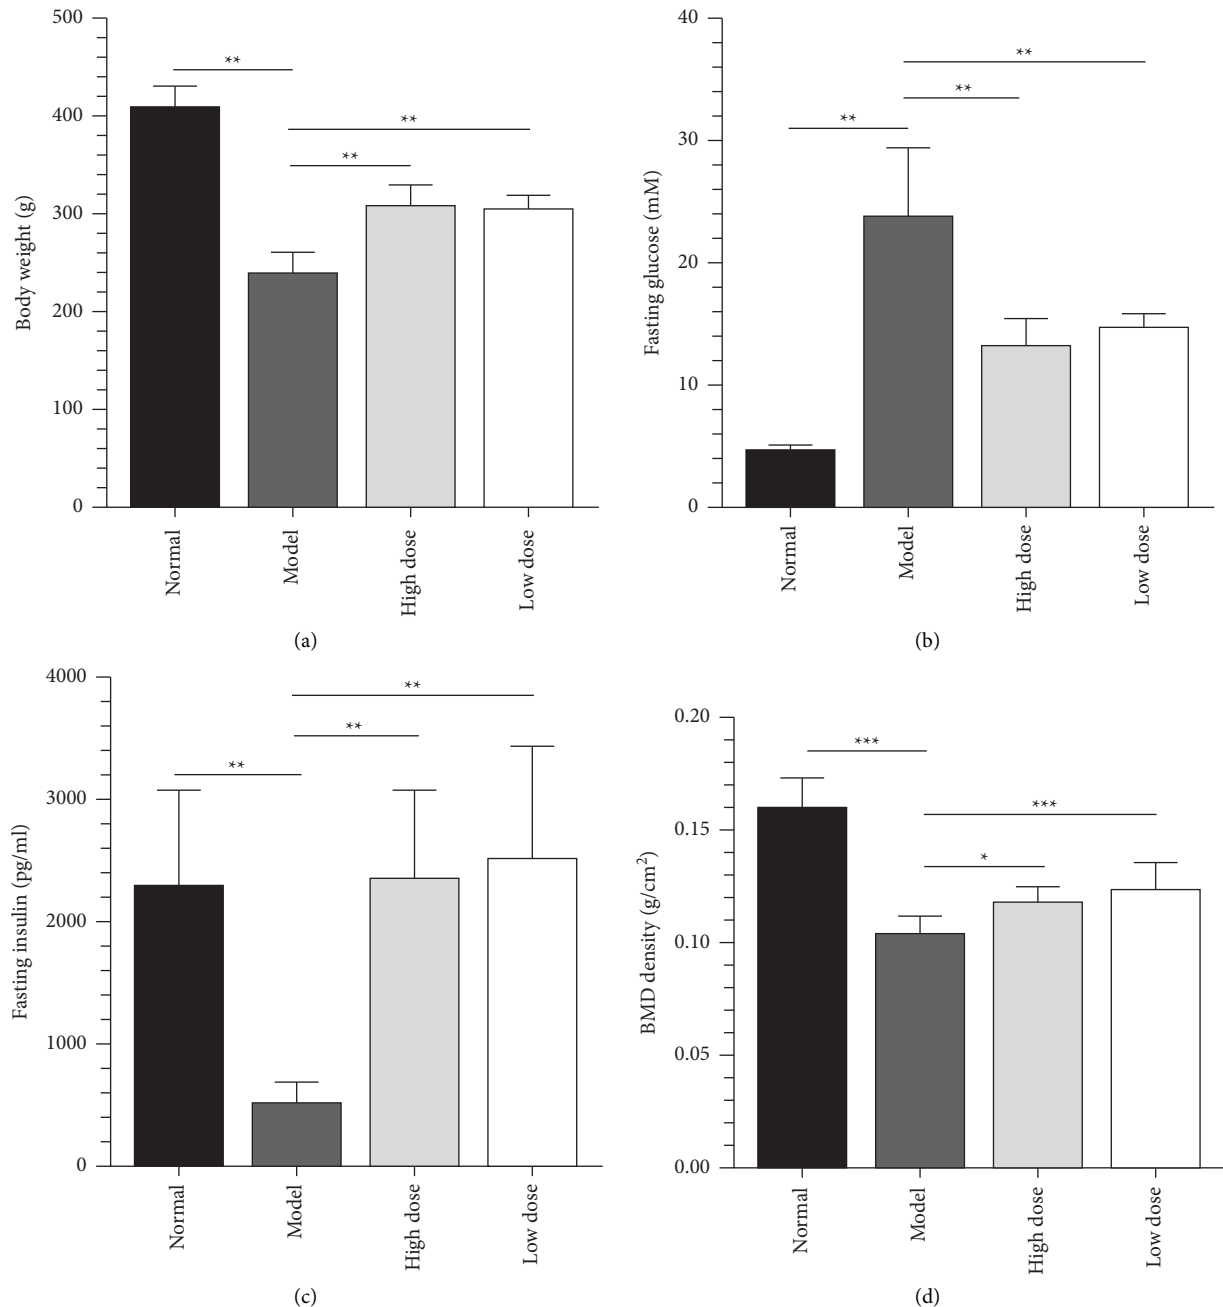 500
400
300
200
100
0
Body weight (g)
**
**
**
Normal
Model
High dose
Low dose
(a)
40
30
20
10
0
Fasting glucose (mM)
**
**
**
Normal
Model
High dose
Low dose
(b)
4000
3000
2000
1000
0
Fasting insulin (pg/ml)
**
**
**
Normal
Model
High dose
Low dose
(c)
0.20
0.15
0.10
0.05
0.00
BMD density (g/cm²)
***
***
*
Normal
Model
High dose
Low dose
(d)